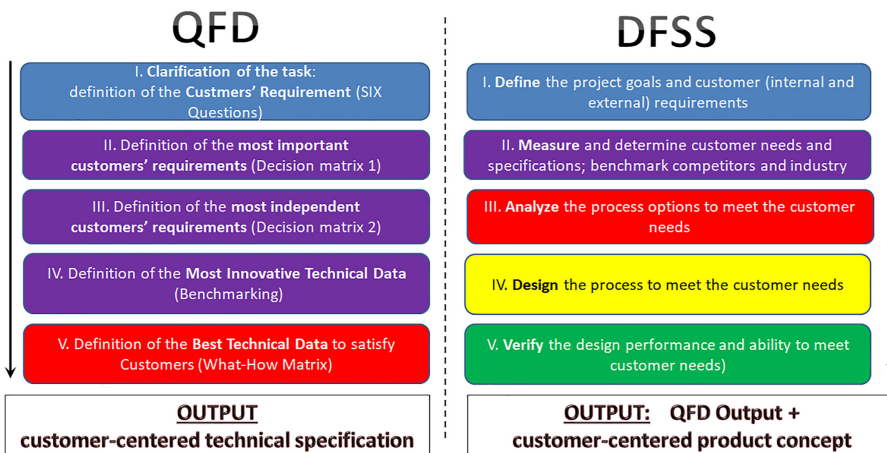 QFD
I. Clarification of the task:
definition of the Custmers’ Requirement (SIX
Questions)
II. Definition of the most important
customers’ requirements (Decision matrix 1)
III. Definition of the most independent
customers’ requirements (Decision matrix 2)
IV. Definition of the Most Innovative Technical Data
(Benchmarking)
V. Definition of the Best Technical Data to satisfy
Customers (What-How Matrix)
OUTPUT
customer-centered technical specification
DFSS
I. Define the project goals and customer (internal and
external) requirements
II. Measure and determine customer needs and
specifications; benchmark competitors and industry
III. Analyze the process options to meet the customer
needs
IV. Design the process to meet the customer needs
V. Verify the design performance and ability to meet
customer needs)
OUTPUT: QFD Output +
customer-centered product concept